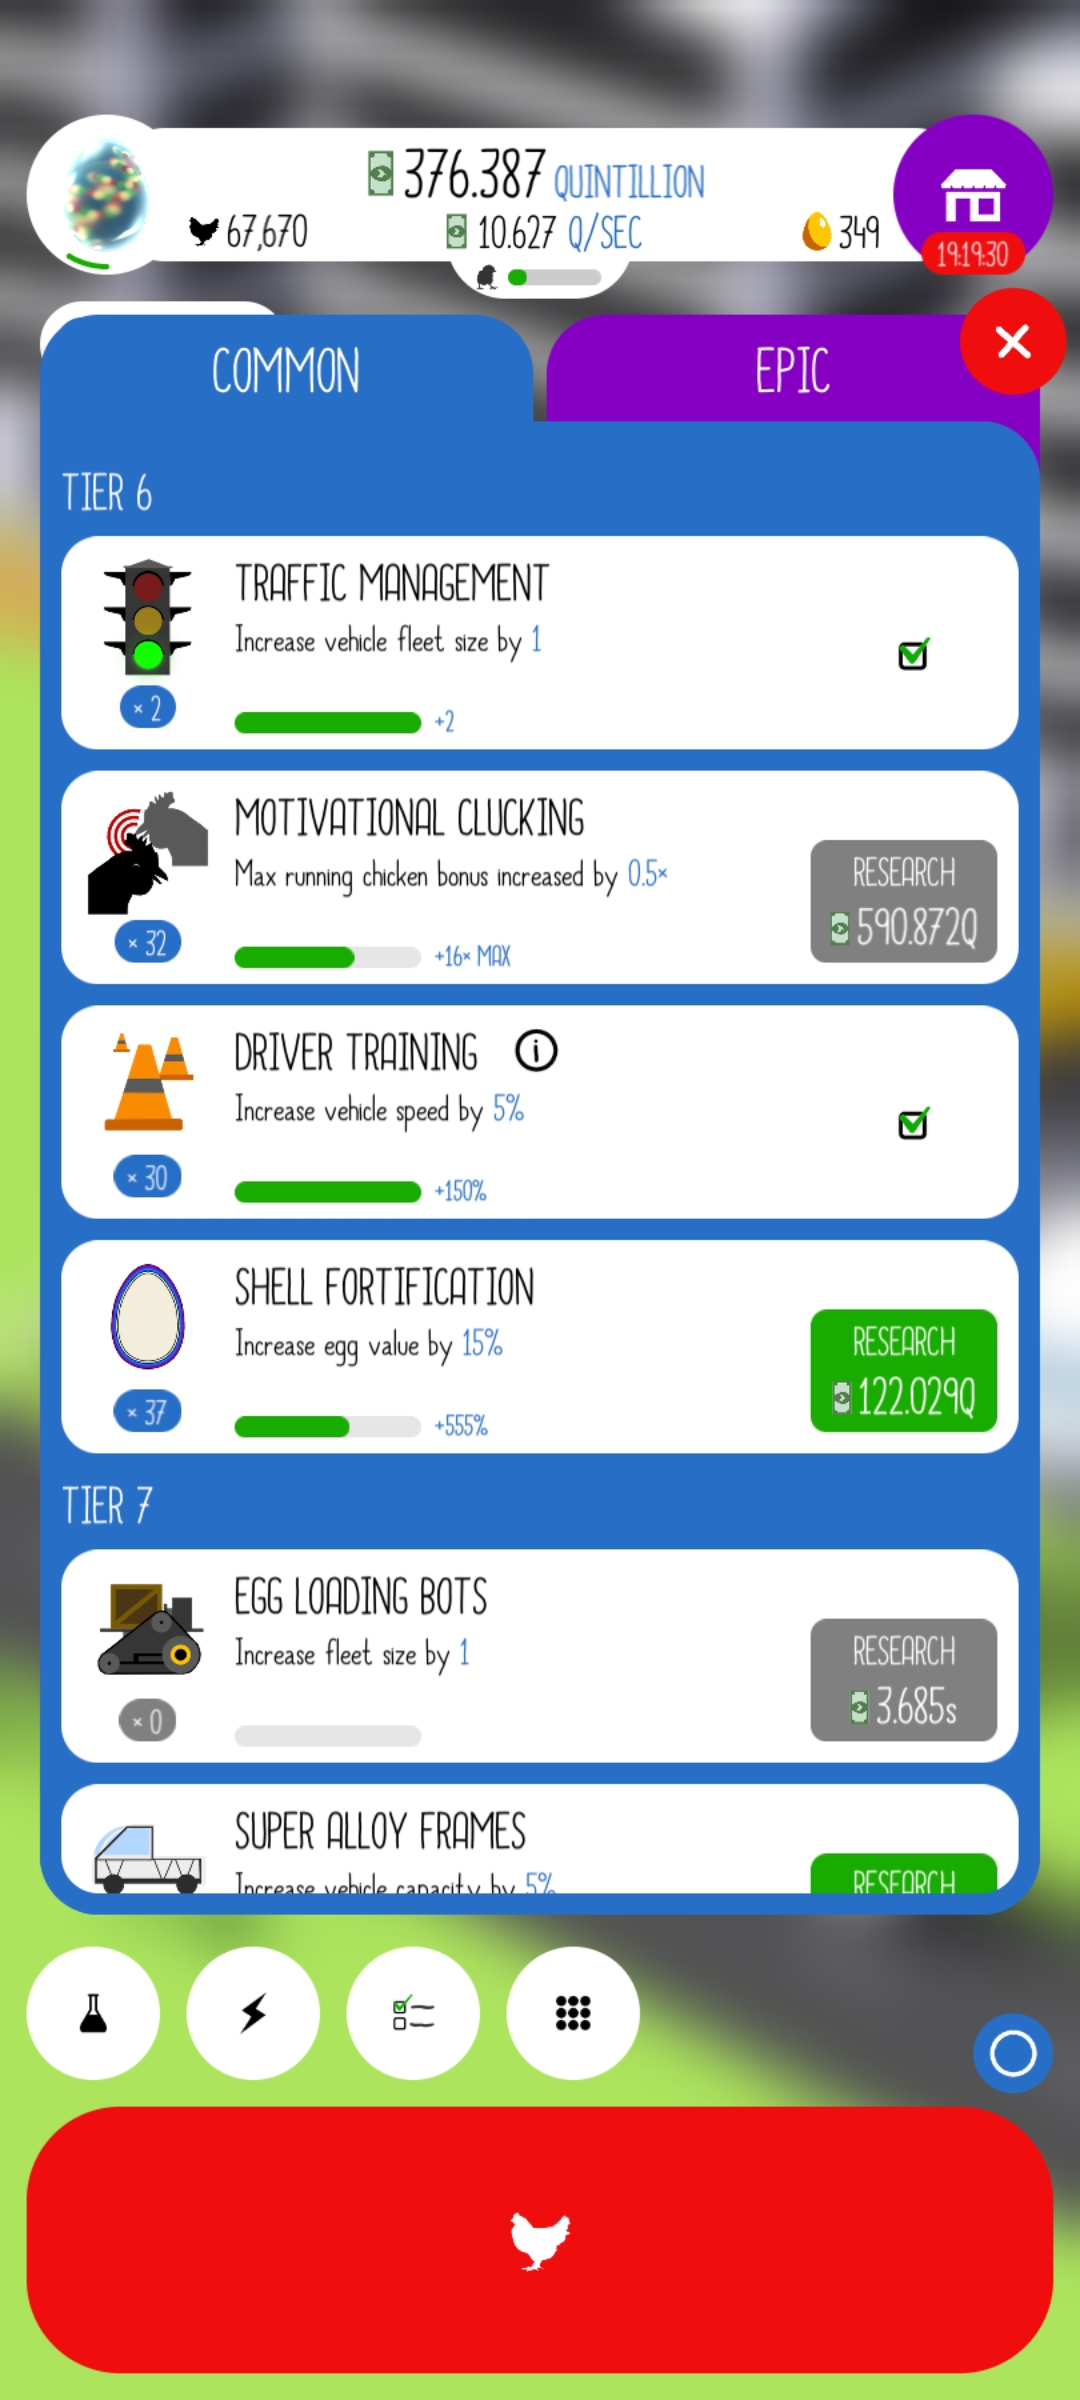 376.387 QUINTILLION
67,670
10.627 Q/SEC
349
19:19:30
COMMON
EPIC
TIER 6
TRAFFIC MANAGEMENT
Increase vehicle fleet size by 1
× 2
+2
MOTIVATIONAL CLUCKING
Max running chicken bonus increased by 0.5×
RESEARCH
590.872Q
× 32
+16× MAX
DRIVER TRAINING
Increase vehicle speed by 5%
× 30
+150%
SHELL FORTIFICATION
Increase egg value by 15%
RESEARCH
122.029Q
× 37
+555%
TIER 7
EGG LOADING BOTS
Increase fleet size by 1
RESEARCH
3.685s
× 0
SUPER ALLOY FRAMES
Increase vehicle capacity by 5%
RESEARCH